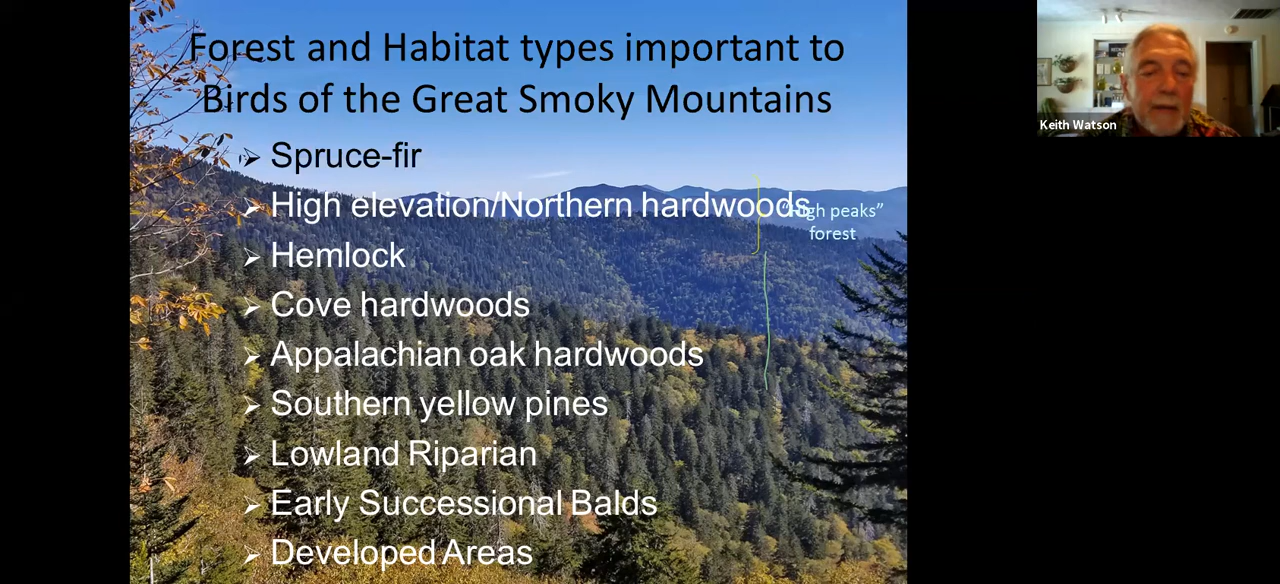 Forest and Habitat types important to
Birds of the Great Smoky Mountains
Spruce-fir
High elevation/Northern hardwoods
"High peaks"
forest
Hemlock
Cove hardwoods
Appalachian oak hardwoods
Southern yellow pines
Lowland Riparian
Early Successional Balds
Developed Areas
Keith Watson